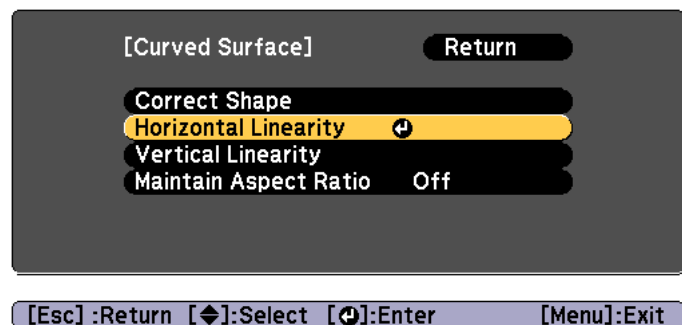 [Curved Surface] Return
Correct Shape
Horizontal Linearity
Vertical Linearity
Maintain Aspect Ratio Off
[Esc] :Return [◆]:Select [↵]:Enter [Menu]:Exit